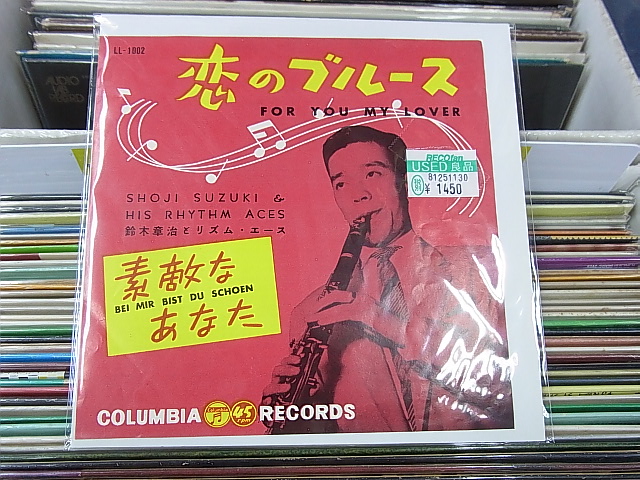 LL-1002
恋のブルース
FOR YOU MY LOVER
RECOfan
USED 良品
81251130
¥ 1450
SHOJI SUZUKI &
HIS RHYTHM ACES
鈴木章治とリズム・エース
素敵な
BEI MIR BIST DU SCHOEN
あなた
COLUMBIA
45
rpm
RECORDS